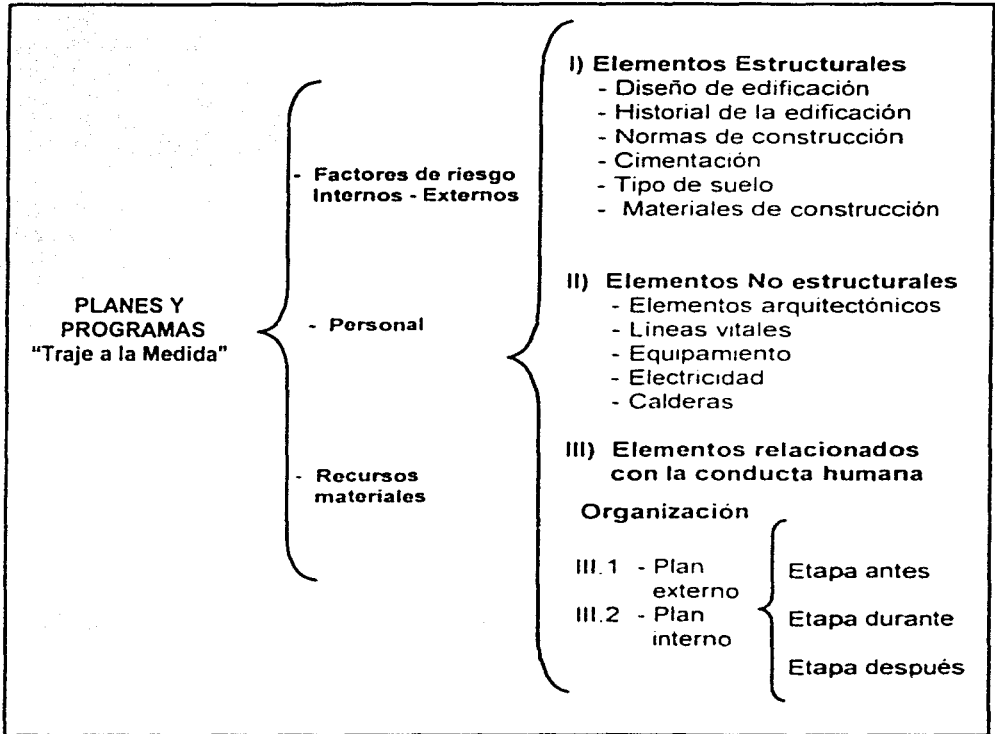 PLANES Y
PROGRAMAS
“Traje a la Medida”
- Factores de riesgo
Internos - Externos
- Personal
- Recursos
materiales
I) Elementos Estructurales
- Diseño de edificación
- Historial de la edificación
- Normas de construcción
- Cimentación
- Tipo de suelo
- Materiales de construcción
II) Elementos No estructurales
- Elementos arquitectónicos
- Líneas vitales
- Equipamiento
- Electricidad
- Calderas
III) Elementos relacionados
con la conducta humana
Organización
III.1 - Plan
externo
III.2 - Plan
interno
Etapa antes
Etapa durante
Etapa después